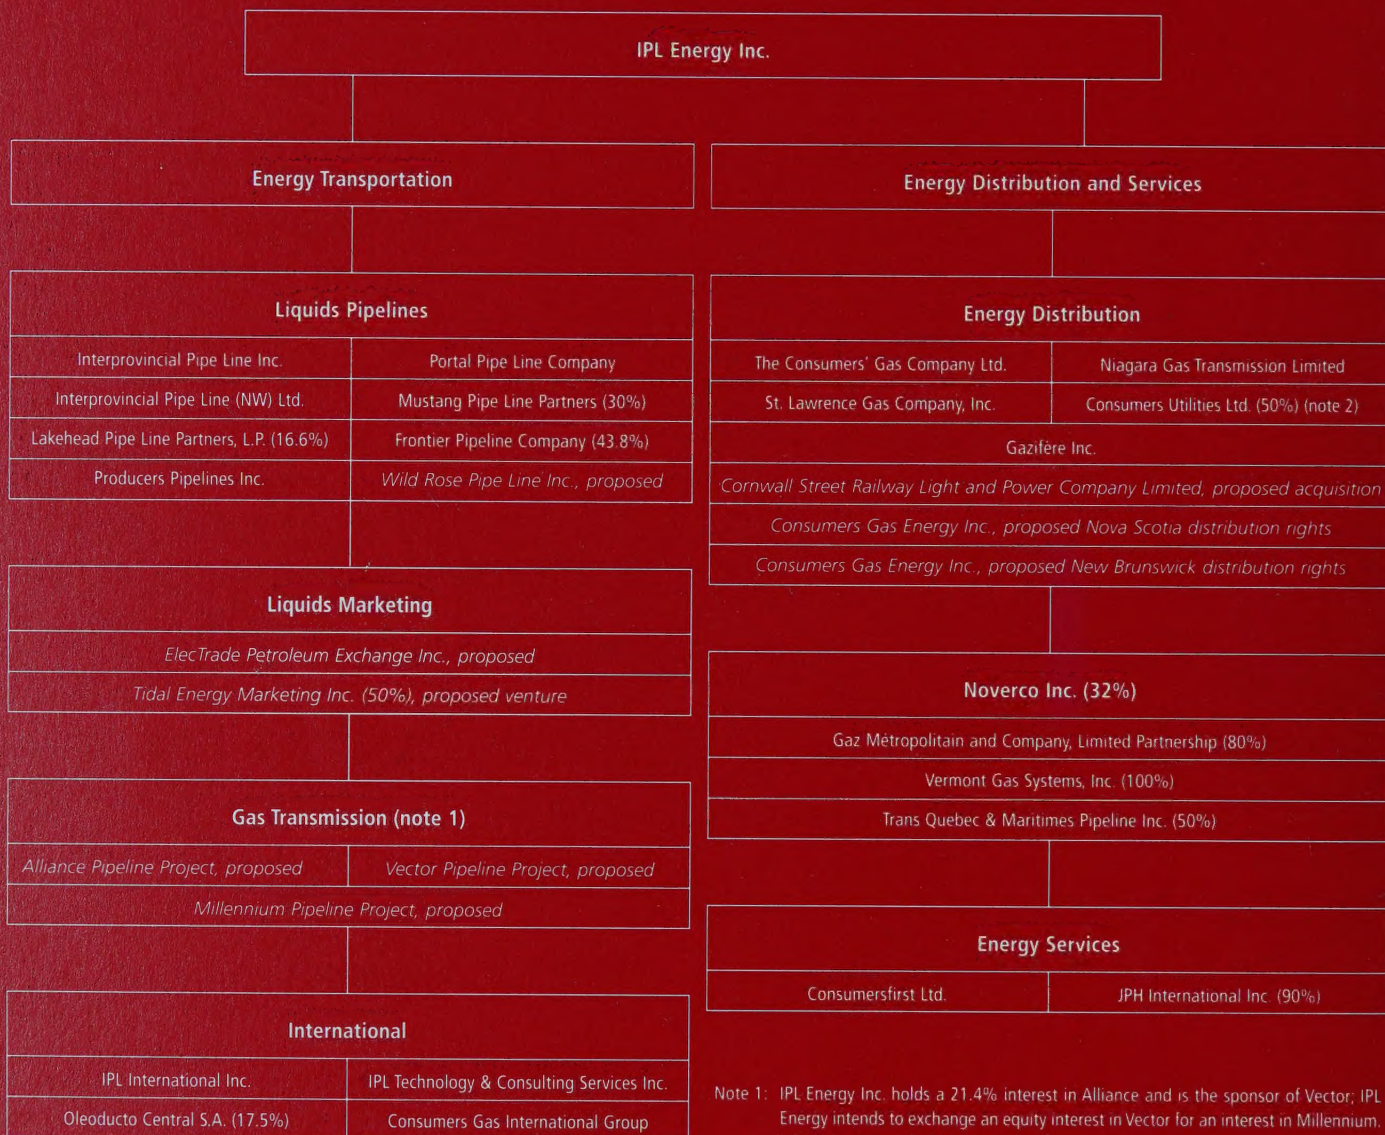 IPL Energy Inc.
Energy Transportation
Liquids Pipelines
Interprovincial Pipe Line Inc.
Portal Pipe Line Company
Interprovincial Pipe Line (NW) Ltd.
Mustang Pipe Line Partners (30%)
Lakehead Pipe Line Partners, L.P. (16.6%)
Frontier Pipeline Company (43.8%)
Producers Pipelines Inc.
Wild Rose Pipe Line Inc., proposed
Liquids Marketing
ElecTrade Petroleum Exchange Inc., proposed
Tidal Energy Marketing Inc. (50%), proposed venture
Gas Transmission (note 1)
Alliance Pipeline Project, proposed
Vector Pipeline Project, proposed
Millennium Pipeline Project, proposed
International
IPL International Inc.
IPL Technology & Consulting Services Inc.
Oleoducto Central S.A. (17.5%)
Consumers Gas International Group
Energy Distribution and Services
Energy Distribution
The Consumers' Gas Company Ltd.
Niagara Gas Transmission Limited
St. Lawrence Gas Company, Inc.
Consumers Utilities Ltd. (50%) (note 2)
Gazifère Inc.
Cornwall Street Railway Light and Power Company Limited, proposed acquisition
Consumers Gas Energy Inc., proposed Nova Scotia distribution rights
Consumers Gas Energy Inc., proposed New Brunswick distribution rights
Noverco Inc. (32%)
Gaz Métropolitain and Company, Limited Partnership (80%)
Vermont Gas Systems, Inc. (100%)
Trans Quebec & Maritimes Pipeline Inc. (50%)
Energy Services
Consumersfirst Ltd.
JPH International Inc. (90%)
Note 1: IPL Energy Inc. holds a 21.4% interest in Alliance and is the sponsor of Vector; IPL
Energy intends to exchange an equity interest in Vector for an interest in Millennium.